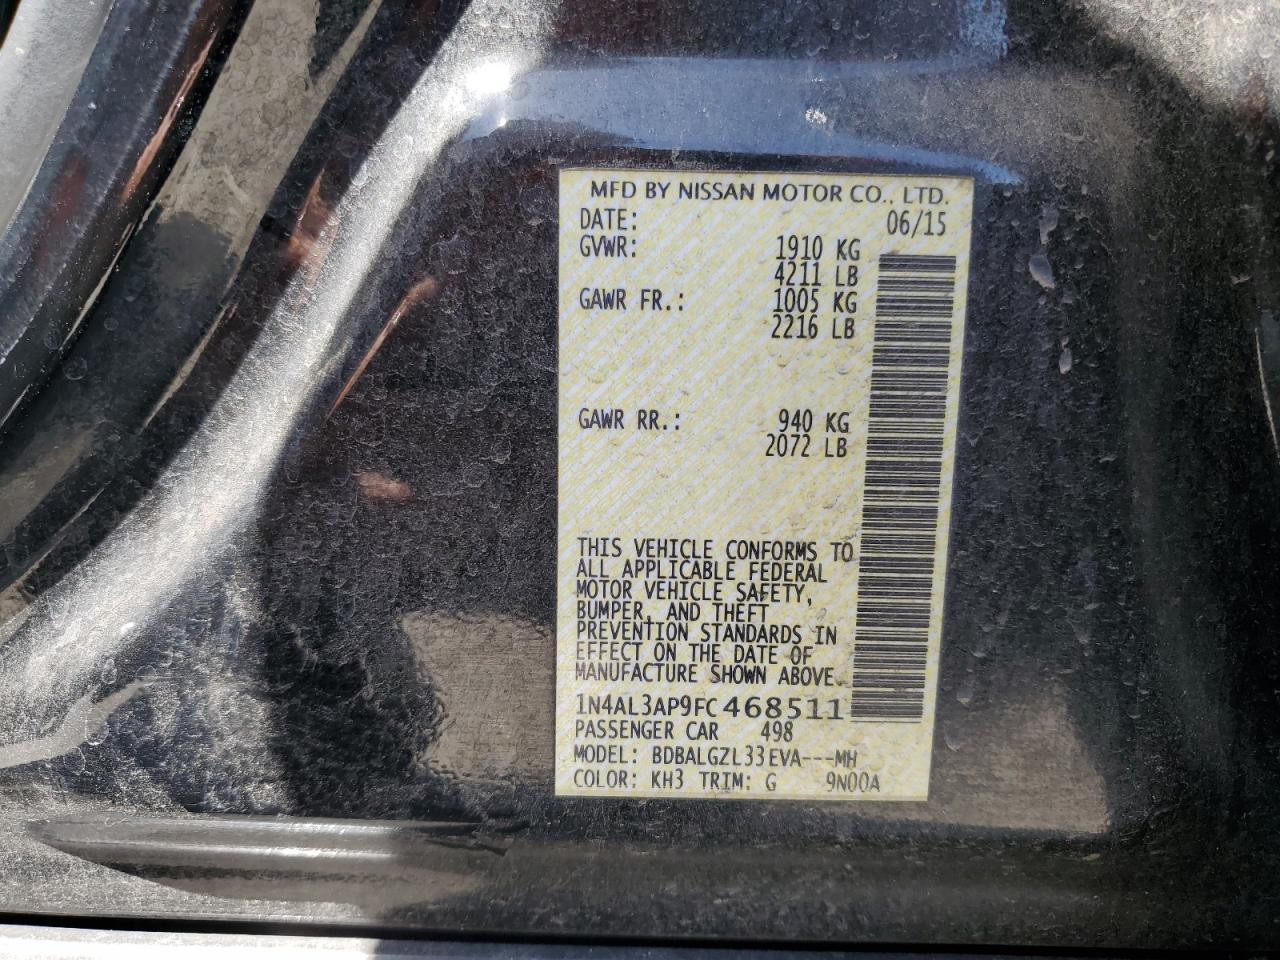 MFD BY NISSAN MOTOR CO., LTD.
DATE: 06/15
GVWR: 1910 KG
4211 LB
GAWR FR.: 1005 KG
2216 LB
GAWR RR.: 940 KG
2072 LB
THIS VEHICLE CONFORMS TO
ALL APPLICABLE FEDERAL
MOTOR VEHICLE SAFETY,
BUMPER, AND THEFT
PREVENTION STANDARDS IN
EFFECT ON THE DATE OF
MANUFACTURE SHOWN ABOVE.
1N4AL3AP9FC468511
PASSENGER CAR 498
MODEL: BDBALGZL33EVA---MH
COLOR: KH3 TRIM: G 9N00A